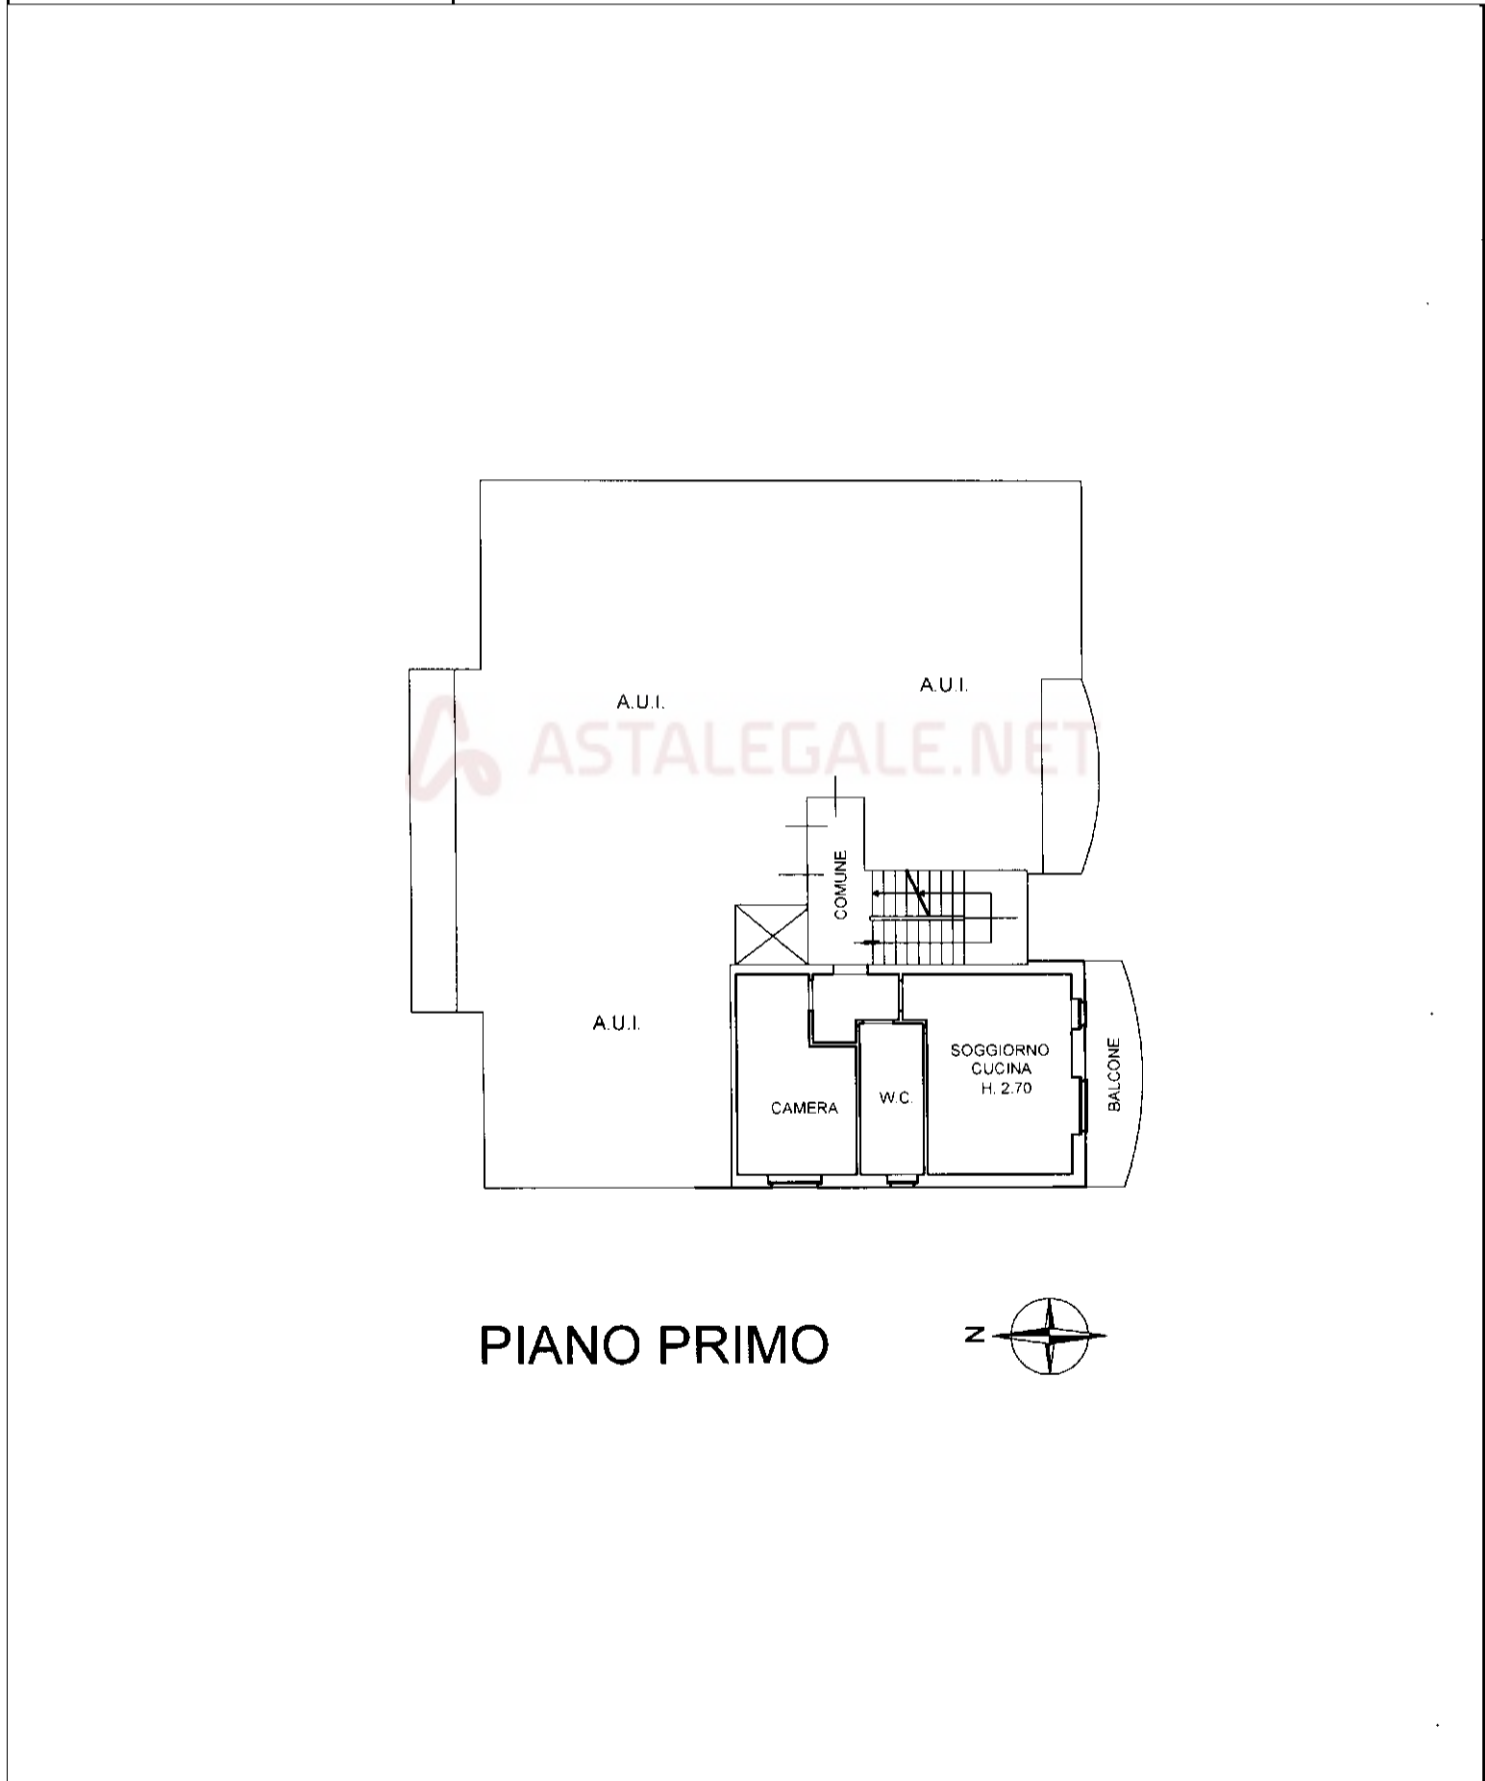 A.U.I.
A.U.I.
ASTALEGALE.NET
COMUNE
A.U.I.
SOGGIORNO
CUCINA
H. 2.70
BALCONE
CAMERA
W.C.
PIANO PRIMO
N